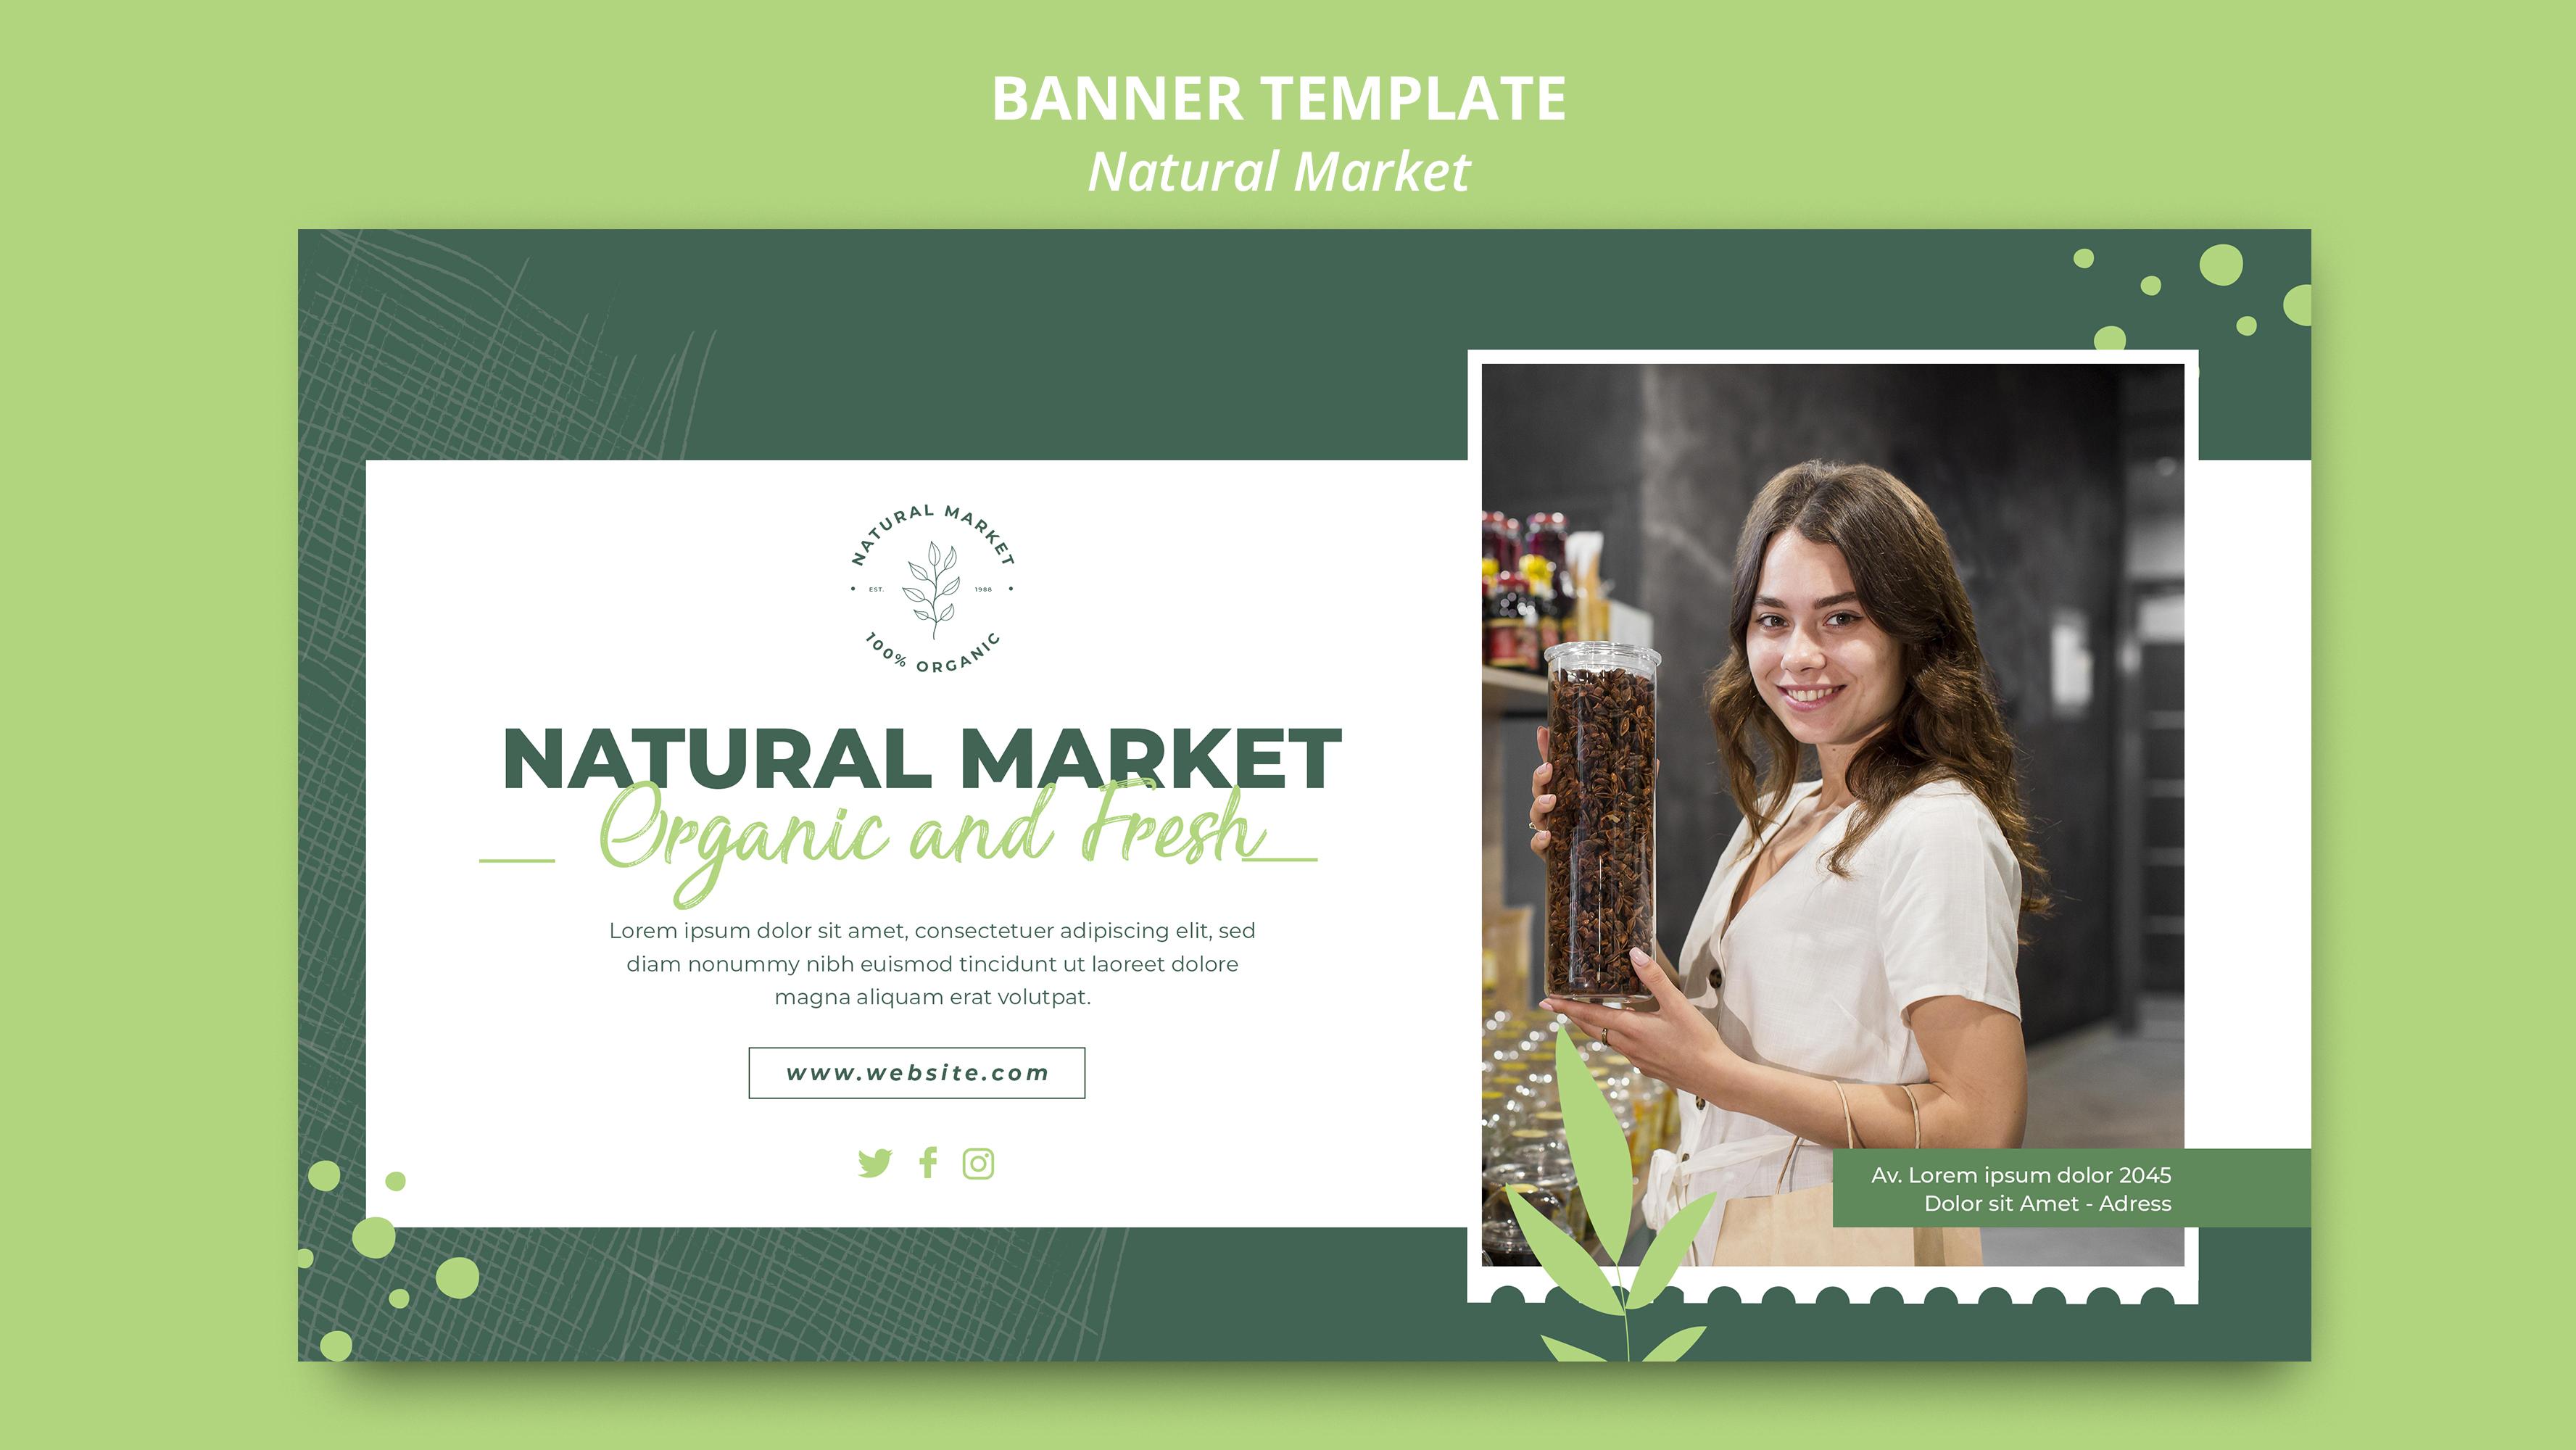 BANNER TEMPLATE
Natural Market
NATURAL MARKET
EST. 1988
100% ORGANIC
NATURAL MARKET
Organic and Fresh
Lorem ipsum dolor sit amet, consectetuer adipiscing elit, sed
diam nonummy nibh euismod tincidunt ut laoreet dolore
magna aliquam erat volutpat.
www.website.com
Av. Lorem ipsum dolor 2045
Dolor sit Amet - Adress